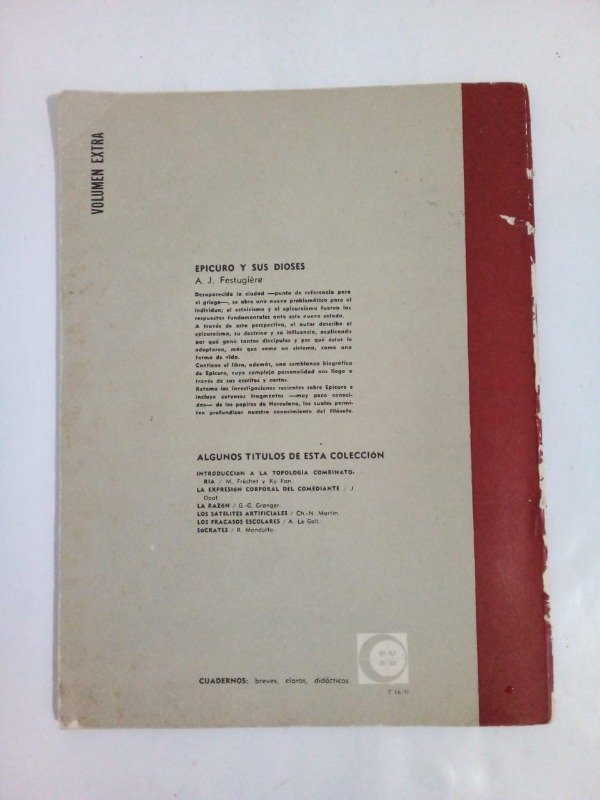 VOLUMEN EXTRA
EPICURO Y SUS DIOSES
A. J. Festugière
Desaparecida la ciudad —punto de referencia para
el griego—, se abre una nueva problemática para el
individuo; el estoicismo y el epicureísmo fueron las
respuestas fundamentales ante este nuevo estado.
A través de esta perspectiva, el autor describe el
epicureísmo, su doctrina y su influencia, explicando
por qué ganó tantos discípulos y por qué éstos lo
adoptaron, más que como un sistema, como una
forma de vida.
Contiene el libro, además, una semblanza biográfica
de Epicuro, cuya compleja personalidad nos llega a
través de sus escritos y cartas.
Retoma las investigaciones recientes sobre Epicuro e
incluye extensos fragmentos —muy poco conoci-
dos— de los papiros de Herculano, los cuales permi-
ten profundizar nuestro conocimiento del filósofo.
ALGUNOS TITULOS DE ESTA COLECCIÓN
INTRODUCCION A LA TOPOLOGIA COMBINATO-
RIA / M. Fréchet y Ky Fan.
LA EXPRESIÓN CORPORAL DEL COMEDIANTE / J.
Doat.
LA RAZÓN / G.-G. Granger.
LOS SATÉLITES ARTIFICIALES / Ch.-N. Martin.
LOS FRACASOS ESCOLARES / A. Le Gall.
SÓCRATES / R. Mondolfo.
CUADERNOS: breves, claros, didácticos.